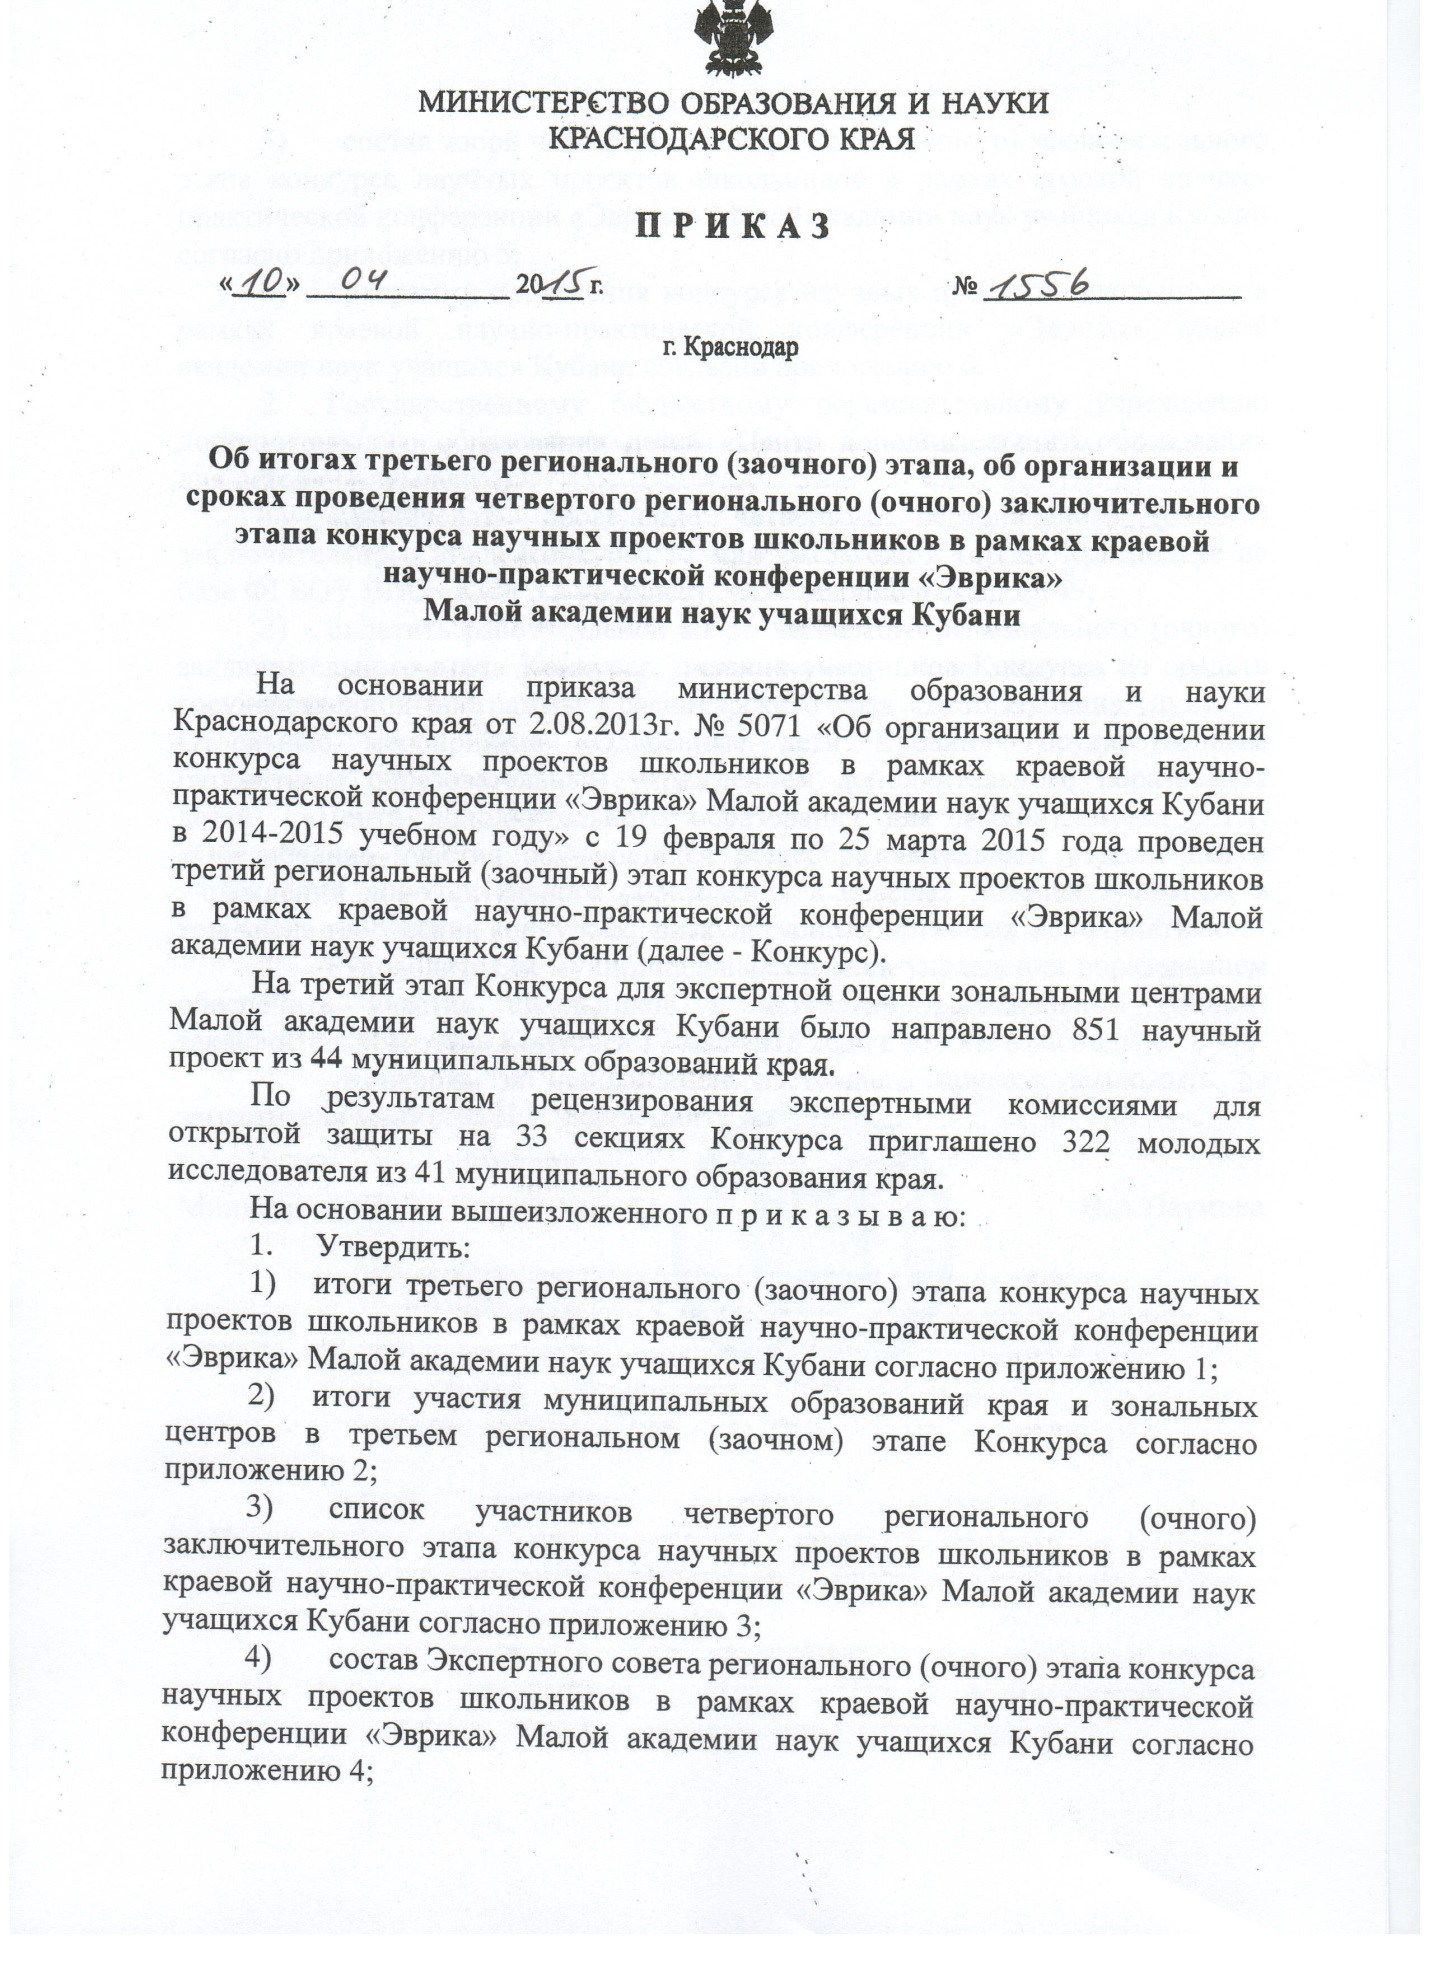 МИНИСТЕРСТВО ОБРАЗОВАНИЯ И НАУКИ
КРАСНОДАРСКОГО КРАЯ
П Р И К А З
« 10 » 04 2015 г. № 1556
г. Краснодар
Об итогах третьего регионального (заочного) этапа, об организации и
сроках проведения четвертого регионального (очного) заключительного
этапа конкурса научных проектов школьников в рамках краевой
научно-практической конференции «Эврика»
Малой академии наук учащихся Кубани
На основании приказа министерства образования и науки
Краснодарского края от 2.08.2013г. № 5071 «Об организации и проведении
конкурса научных проектов школьников в рамках краевой научно-
практической конференции «Эврика» Малой академии наук учащихся Кубани
в 2014-2015 учебном году» с 19 февраля по 25 марта 2015 года проведен
третий региональный (заочный) этап конкурса научных проектов школьников
в рамках краевой научно-практической конференции «Эврика» Малой
академии наук учащихся Кубани (далее - Конкурс).
На третий этап Конкурса для экспертной оценки зональными центрами
Малой академии наук учащихся Кубани было направлено 851 научный
проект из 44 муниципальных образований края.
По результатам рецензирования экспертными комиссиями для
открытой защиты на 33 секциях Конкурса приглашено 322 молодых
исследователя из 41 муниципального образования края.
На основании вышеизложенного п р и к а з ы в а ю:
1. Утвердить:
1) итоги третьего регионального (заочного) этапа конкурса научных
проектов школьников в рамках краевой научно-практической конференции
«Эврика» Малой академии наук учащихся Кубани согласно приложению 1;
2) итоги участия муниципальных образований края и зональных
центров в третьем региональном (заочном) этапе Конкурса согласно
приложению 2;
3) список участников четвертого регионального (очного)
заключительного этапа конкурса научных проектов школьников в рамках
краевой научно-практической конференции «Эврика» Малой академии наук
учащихся Кубани согласно приложению 3;
4) состав Экспертного совета регионального (очного) этапа конкурса
научных проектов школьников в рамках краевой научно-практической
конференции «Эврика» Малой академии наук учащихся Кубани согласно
приложению 4;